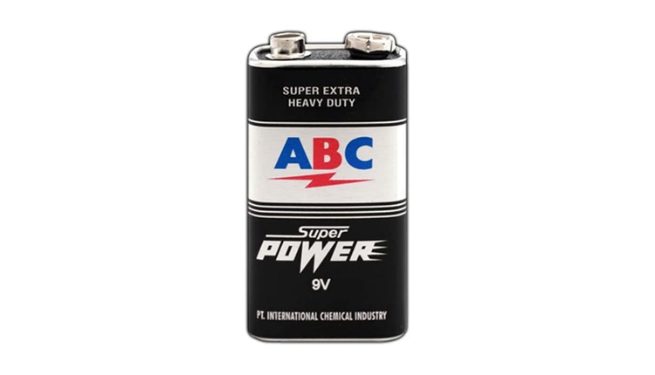 SUPER EXTRA
HEAVY DUTY
ABC
Super
POWER
9V
PT. INTERNATIONAL CHEMICAL INDUSTRY